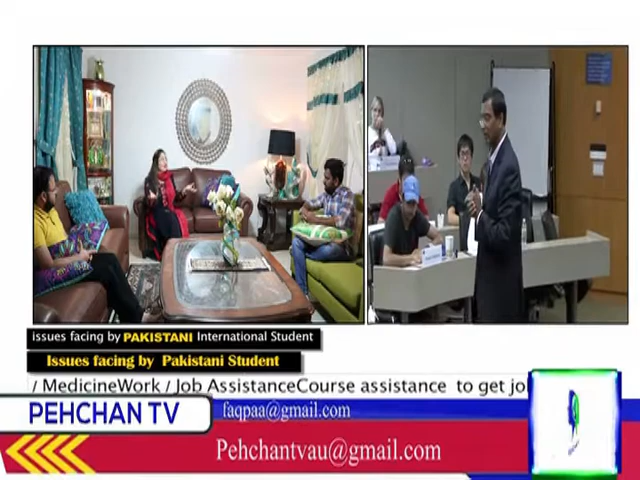 Issues facing by PAKISTANI International Student
Issues facing by Pakistani Student
/ MedicineWork / Job AssistanceCourse assistance to get jo
PEHCHAN TV
faqpaa@gmail.com
Pehchantvau@gmail.com